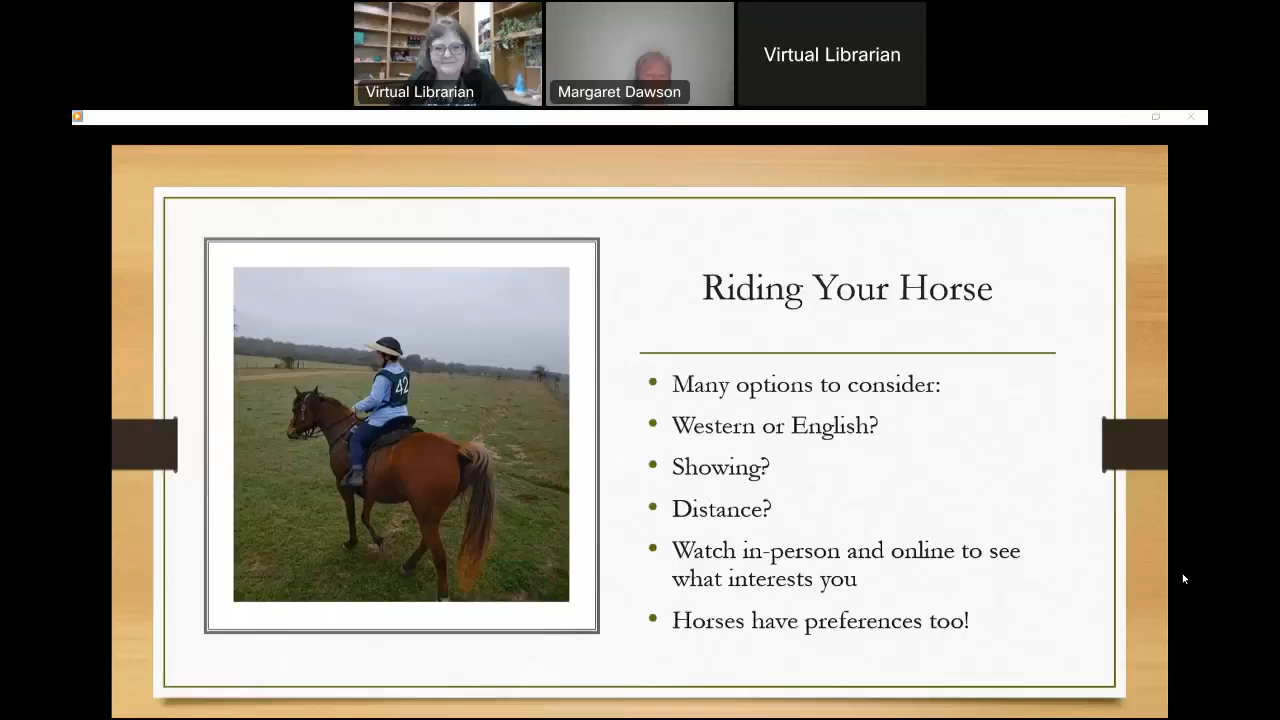 Virtual Librarian
Margaret Dawson
Virtual Librarian
42
Riding Your Horse
Many options to consider:
Western or English?
Showing?
Distance?
Watch in-person and online to see
what interests you
Horses have preferences too!